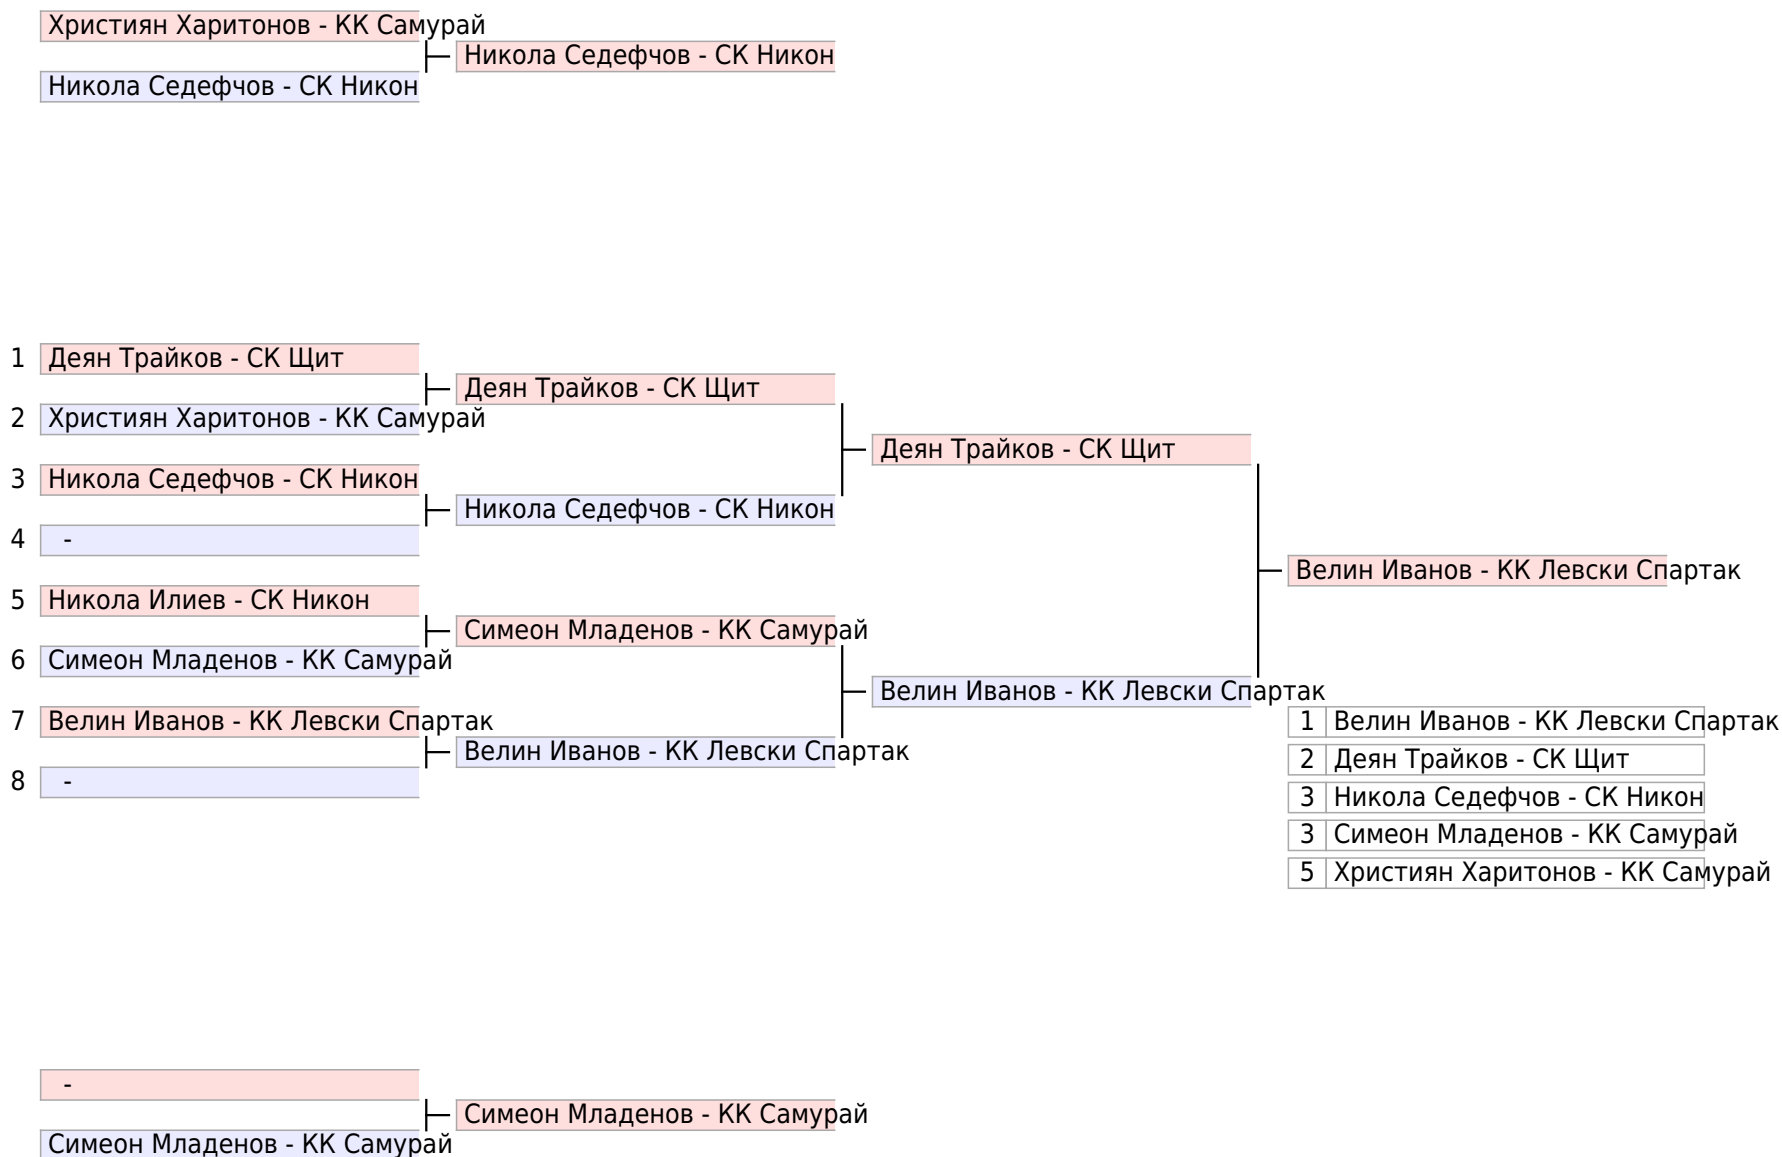 Християн Харитонов - КК Самурай
Никола Седефчов - СК Никон
Никола Седефчов - СК Никон
1 Деян Трайков - СК Щит
Деян Трайков - СК Щит
2 Християн Харитонов - КК Самурай
Деян Трайков - СК Щит
3 Никола Седефчов - СК Никон
Никола Седефчов - СК Никон
4 -
Велин Иванов - КК Левски Спартак
5 Никола Илиев - СК Никон
Симеон Младенов - КК Самурай
6 Симеон Младенов - КК Самурай
Велин Иванов - КК Левски Спартак
7 Велин Иванов - КК Левски Спартак
Велин Иванов - КК Левски Спартак
8 -
1 Велин Иванов - КК Левски Спартак
2 Деян Трайков - СК Щит
3 Никола Седефчов - СК Никон
3 Симеон Младенов - КК Самурай
5 Християн Харитонов - КК Самурай
-
Симеон Младенов - КК Самурай
Симеон Младенов - КК Самурай